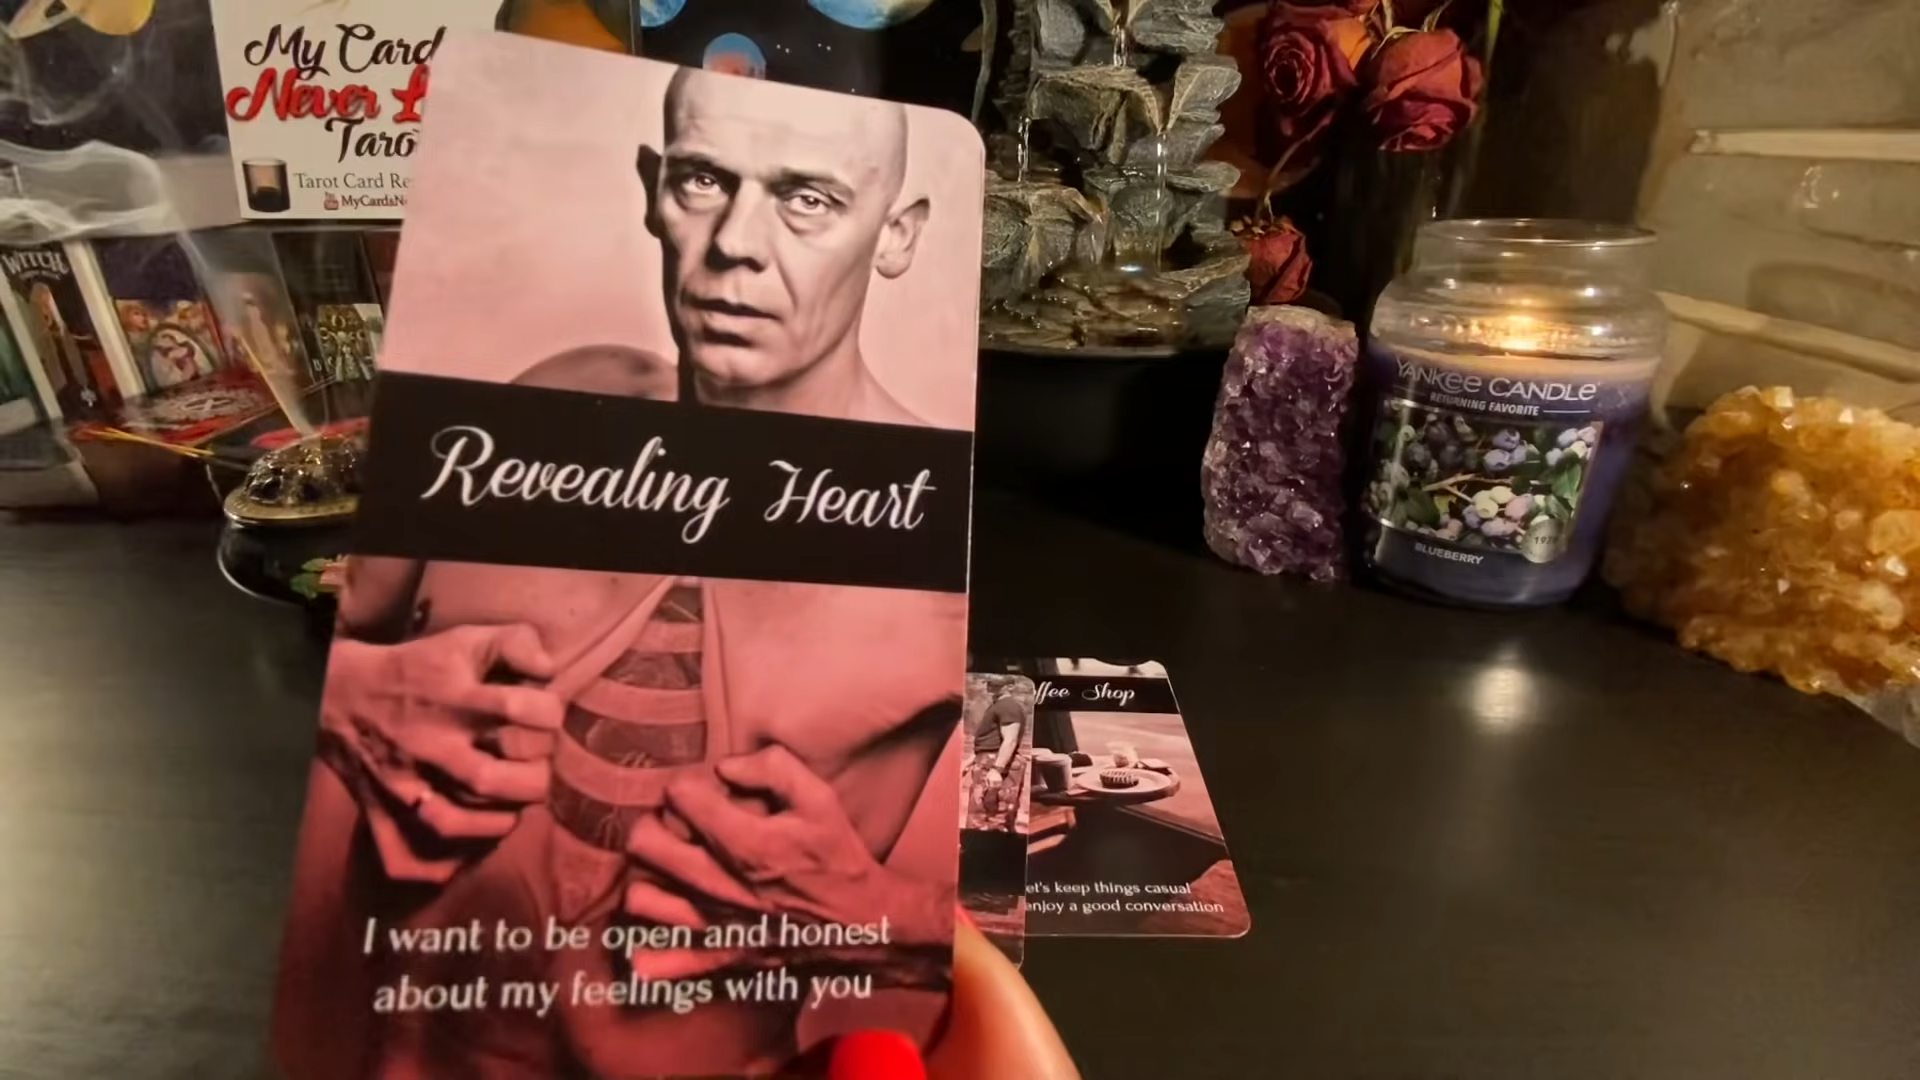 My Card
Never
Taro
Tarot Card Re
MyCardsNe
WITCH
Revealing Heart
I want to be open and honest
about my feelings with you
ffee Shop
et's keep things casual
enjoy a good conversation
YANKEE CANDLE
RETURNING FAVORITE
BLUEBERRY